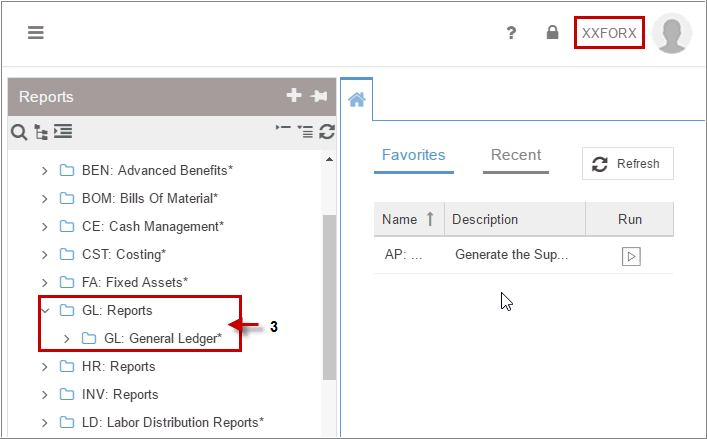 ? XXFORX
Reports
BEN: Advanced Benefits*
BOM: Bills Of Material*
CE: Cash Management*
CST: Costing*
FA: Fixed Assets*
GL: Reports
GL: General Ledger*
3
HR: Reports
INV: Reports
LD: Labor Distribution Reports*
Favorites Recent Refresh
Name Description Run
AP: ... Generate the Sup...